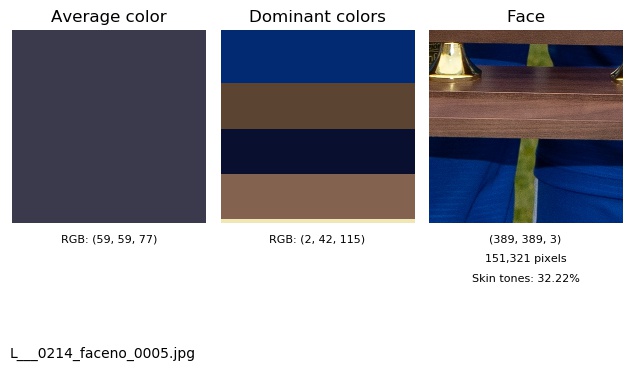 Average color
Dominant colors
Face
RGB: (59, 59, 77)
RGB: (2, 42, 115)
(389, 389, 3)
151,321 pixels
Skin tones: 32.22%
L___0214_faceno_0005.jpg